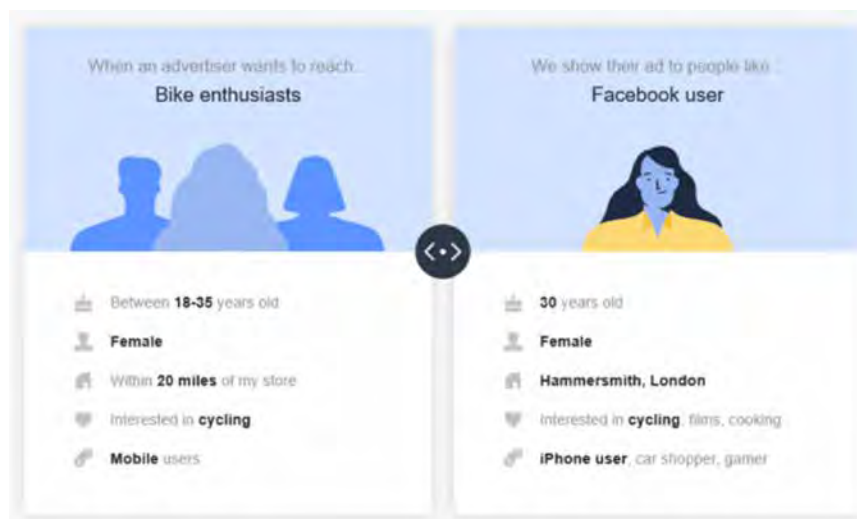 When an advertiser wants to reach...
Bike enthusiasts
Between 18-35 years old
Female
Within 20 miles of my store
Interested in cycling
Mobile users
We show their ad to people like...
Facebook user
30 years old
Female
Hammersmith, London
Interested in cycling, films, cooking
iPhone user, car shopper, gamer